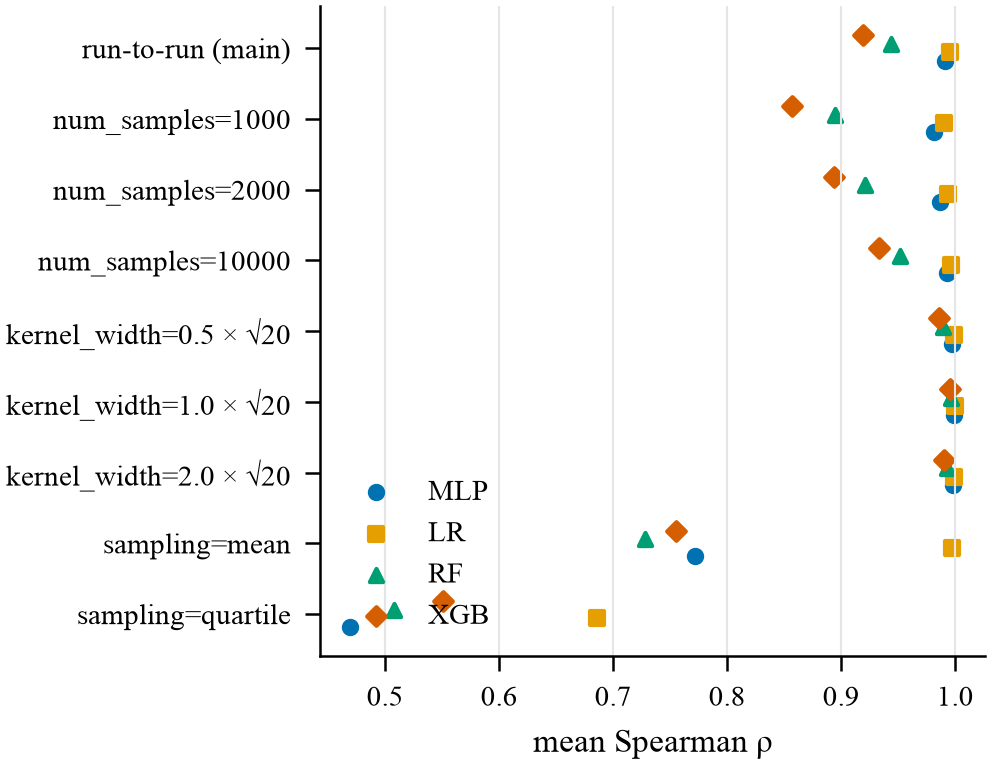 run-to-run (main)
num_samples=1000
num_samples=2000
num_samples=10000
kernel_width=0.5 × √20
kernel_width=1.0 × √20
kernel_width=2.0 × √20
sampling=mean
sampling=quartile
MLP
LR
RF
XGB
0.5 0.6 0.7 0.8 0.9 1.0
mean Spearman ρ